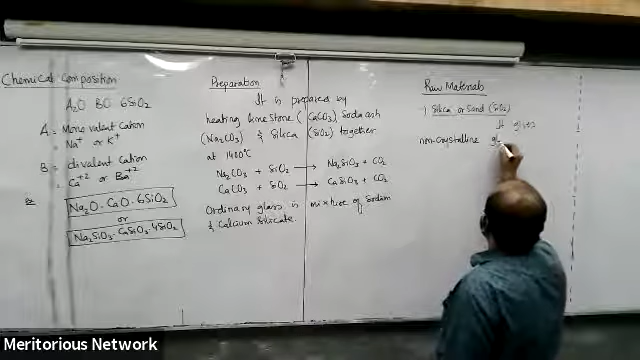 Chemical Composition
A₂O BO 6SiO₂
A = Monovalent Cation
Na⁺ or K⁺
B = divalent Cation
Ca⁺² or Ba⁺²
Na₂O · CaO · 6SiO₂
or
Na₂SiO₃ · CaSiO₃ · 4SiO₂
Preparation
It is prepared by
heating limestone (CaCO₃) Soda ash
(Na₂CO₃) & Silica (SiO₂) together
at 1400°C
Na₂CO₃ + SiO₂ → Na₂SiO₃ + CO₂
CaCO₃ + SiO₂ → CaSiO₃ + CO₂
Ordinary glass is mixture of Sodium
& Calcium Silicate.
Raw Materials
1) Silica or Sand (SiO₂)
It gives
non-crystalline
Meritorious Network